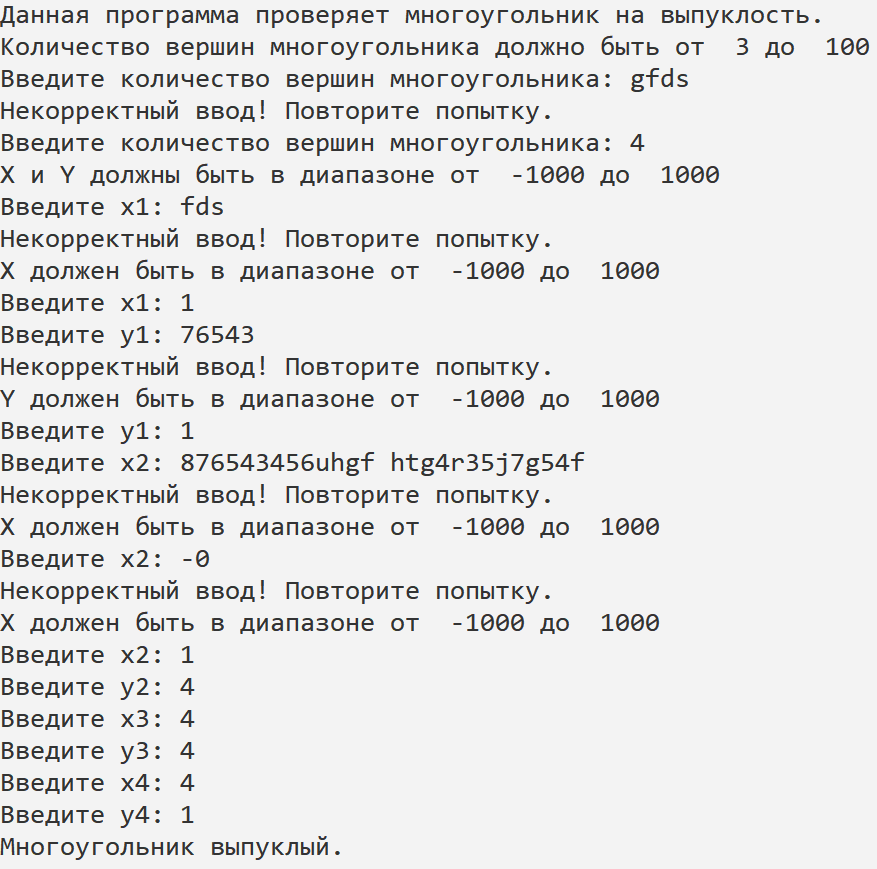 Данная программа проверяет многоугольник на выпуклость.
Количество вершин многоугольника должно быть от  3 до  100
Введите количество вершин многоугольника: gfds
Некорректный ввод! Повторите попытку.
Введите количество вершин многоугольника: 4
X и Y должны быть в диапазоне от  -1000 до  1000
Введите x1: fds
Некорректный ввод! Повторите попытку.
X должен быть в диапазоне от  -1000 до  1000
Введите x1: 1
Введите y1: 76543
Некорректный ввод! Повторите попытку.
Y должен быть в диапазоне от  -1000 до  1000
Введите y1: 1
Введите x2: 876543456uhgf htg4r35j7g54f
Некорректный ввод! Повторите попытку.
X должен быть в диапазоне от  -1000 до  1000
Введите x2: -0
Некорректный ввод! Повторите попытку.
X должен быть в диапазоне от  -1000 до  1000
Введите x2: 1
Введите y2: 4
Введите x3: 4
Введите y3: 4
Введите x4: 4
Введите y4: 1
Многоугольник выпуклый.